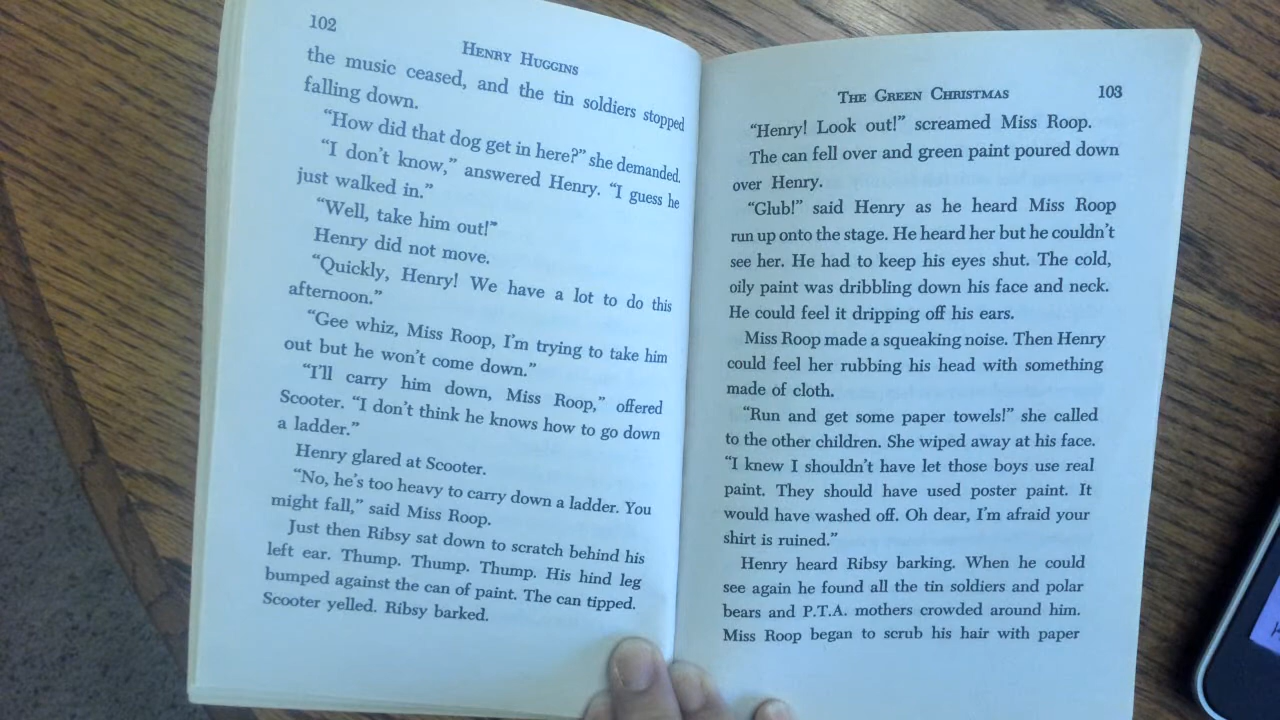 102
HENRY HUGGINS
the music ceased, and the tin soldiers stopped
falling down.
“How did that dog get in here?” she demanded.
“I don’t know,” answered Henry. “I guess he
just walked in.”
“Well, take him out!”
Henry did not move.
“Quickly, Henry! We have a lot to do this
afternoon.”
“Gee whiz, Miss Roop, I’m trying to take him
out but he won’t come down.”
“I’ll carry him down, Miss Roop,” offered
Scooter. “I don’t think he knows how to go down
a ladder.”
Henry glared at Scooter.
“No, he’s too heavy to carry down a ladder. You
might fall,” said Miss Roop.
Just then Ribsy sat down to scratch behind his
left ear. Thump. Thump. Thump. His hind leg
bumped against the can of paint. The can tipped.
Scooter yelled. Ribsy barked.
THE GREEN CHRISTMAS
103
“Henry! Look out!” screamed Miss Roop.
The can fell over and green paint poured down
over Henry.
“Glub!” said Henry as he heard Miss Roop
run up onto the stage. He heard her but he couldn’t
see her. He had to keep his eyes shut. The cold,
oily paint was dribbling down his face and neck.
He could feel it dripping off his ears.
Miss Roop made a squeaking noise. Then Henry
could feel her rubbing his head with something
made of cloth.
“Run and get some paper towels!” she called
to the other children. She wiped away at his face.
“I knew I shouldn’t have let those boys use real
paint. They should have used poster paint. It
would have washed off. Oh dear, I’m afraid your
shirt is ruined.”
Henry heard Ribsy barking. When he could
see again he found all the tin soldiers and polar
bears and P.T.A. mothers crowded around him.
Miss Roop began to scrub his hair with paper